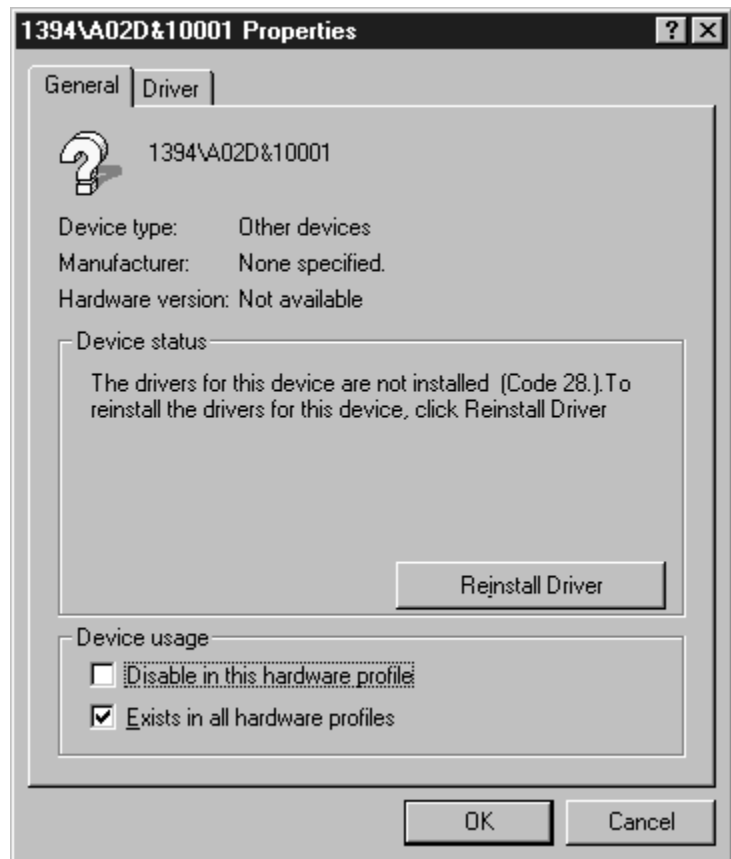 1394\A02D&10001 Properties
General Driver
1394\A02D&10001
Device type: Other devices
Manufacturer: None specified.
Hardware version: Not available
Device status
The drivers for this device are not installed (Code 28.).To
reinstall the drivers for this device, click Reinstall Driver
Reinstall Driver
Device usage
Disable in this hardware profile
Exists in all hardware profiles
OK Cancel